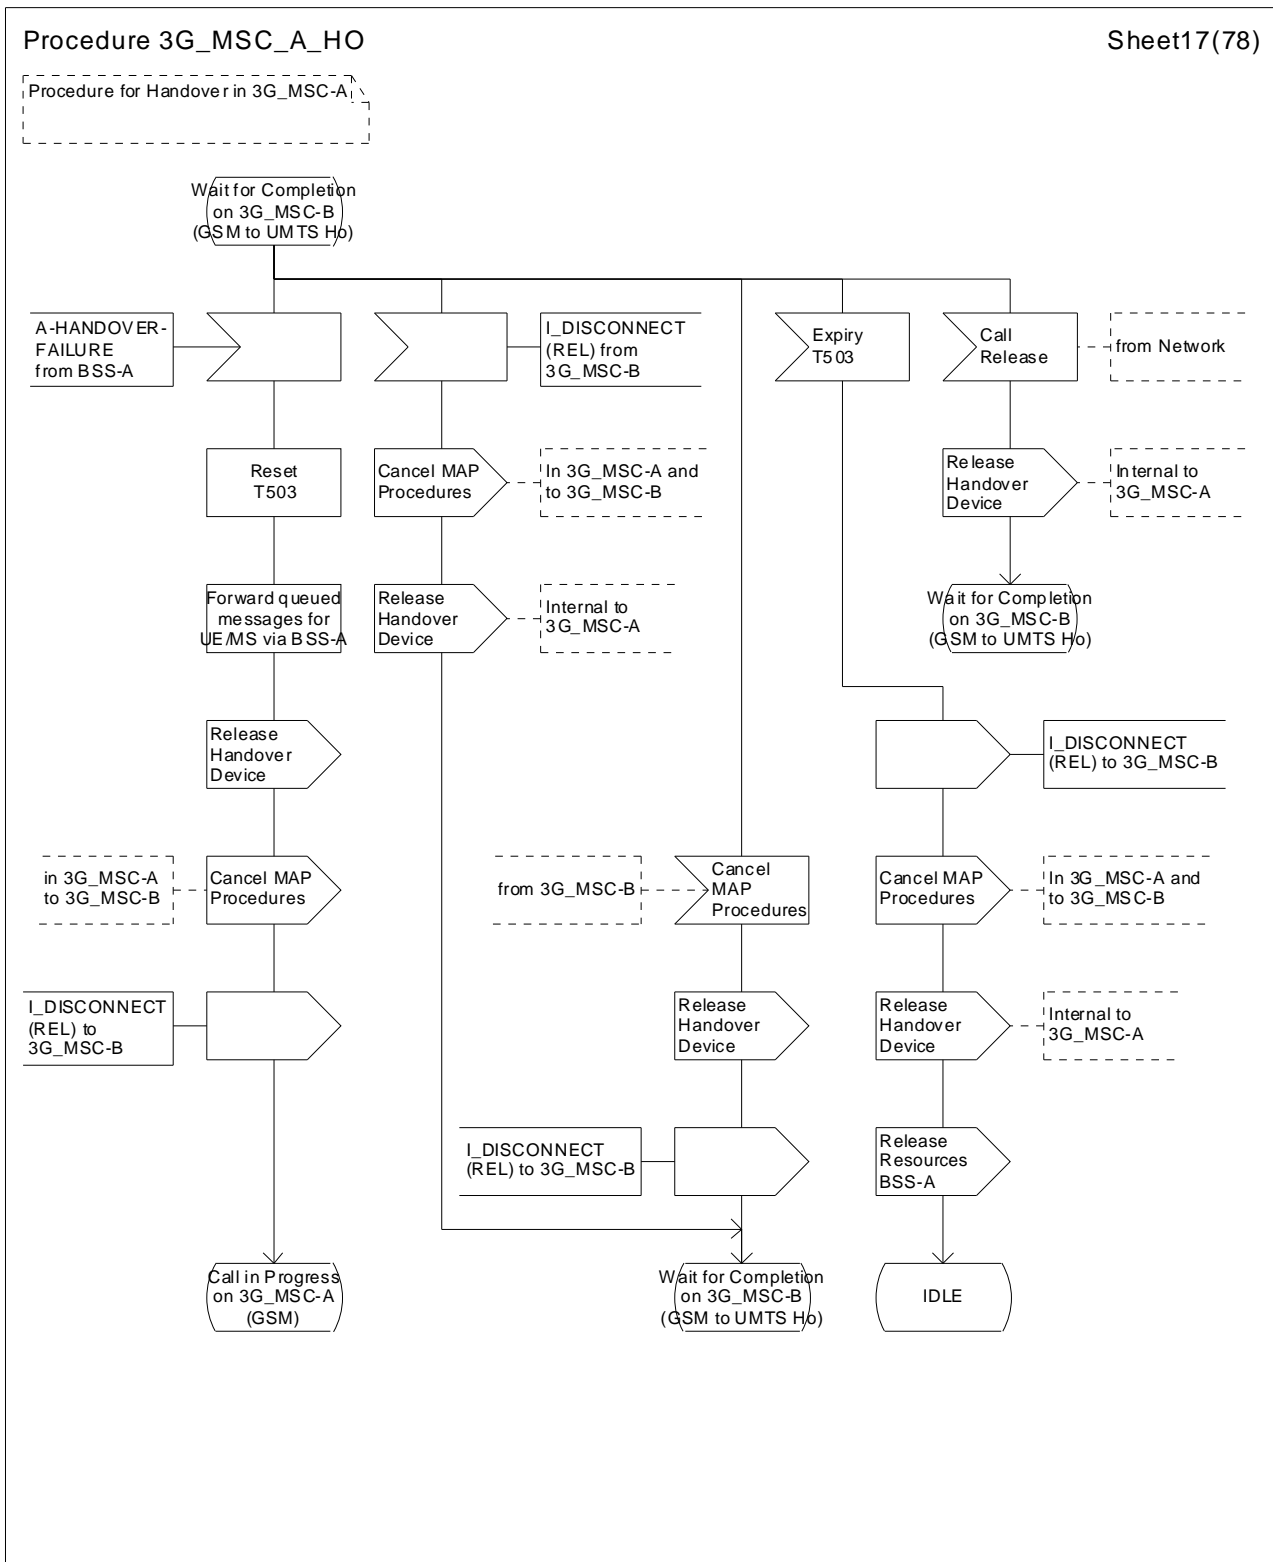 Procedure 3G_MSC_A_HO
Sheet17(78)
Procedure for Handover in 3G_MSC-A
Wait for Completion
on 3G_MSC-B
(GSM to UMTS Ho)
A-HANDOVER-
FAILURE
from BSS-A
I_DISCONNECT
(REL) from
3G_MSC-B
Expiry
T503
Call
Release
from Network
Reset
T503
Cancel MAP
Procedures
In 3G_MSC-A and
to 3G_MSC-B
Release
Handover
Device
Internal to
3G_MSC-A
Forward queued
messages for
UE/MS via BSS-A
Release
Handover
Device
Internal to
3G_MSC-A
Wait for Completion
on 3G_MSC-B
(GSM to UMTS Ho)
Release
Handover
Device
I_DISCONNECT
(REL) to 3G_MSC-B
in 3G_MSC-A
to 3G_MSC-B
Cancel MAP
Procedures
from 3G_MSC-B
Cancel
MAP
Procedures
Cancel MAP
Procedures
In 3G_MSC-A and
to 3G_MSC-B
I_DISCONNECT
(REL) to
3G_MSC-B
Release
Handover
Device
Release
Handover
Device
Internal to
3G_MSC-A
I_DISCONNECT
(REL) to 3G_MSC-B
Release
Resources
BSS-A
Call in Progress
on 3G_MSC-A
(GSM)
Wait for Completion
on 3G_MSC-B
(GSM to UMTS Ho)
IDLE